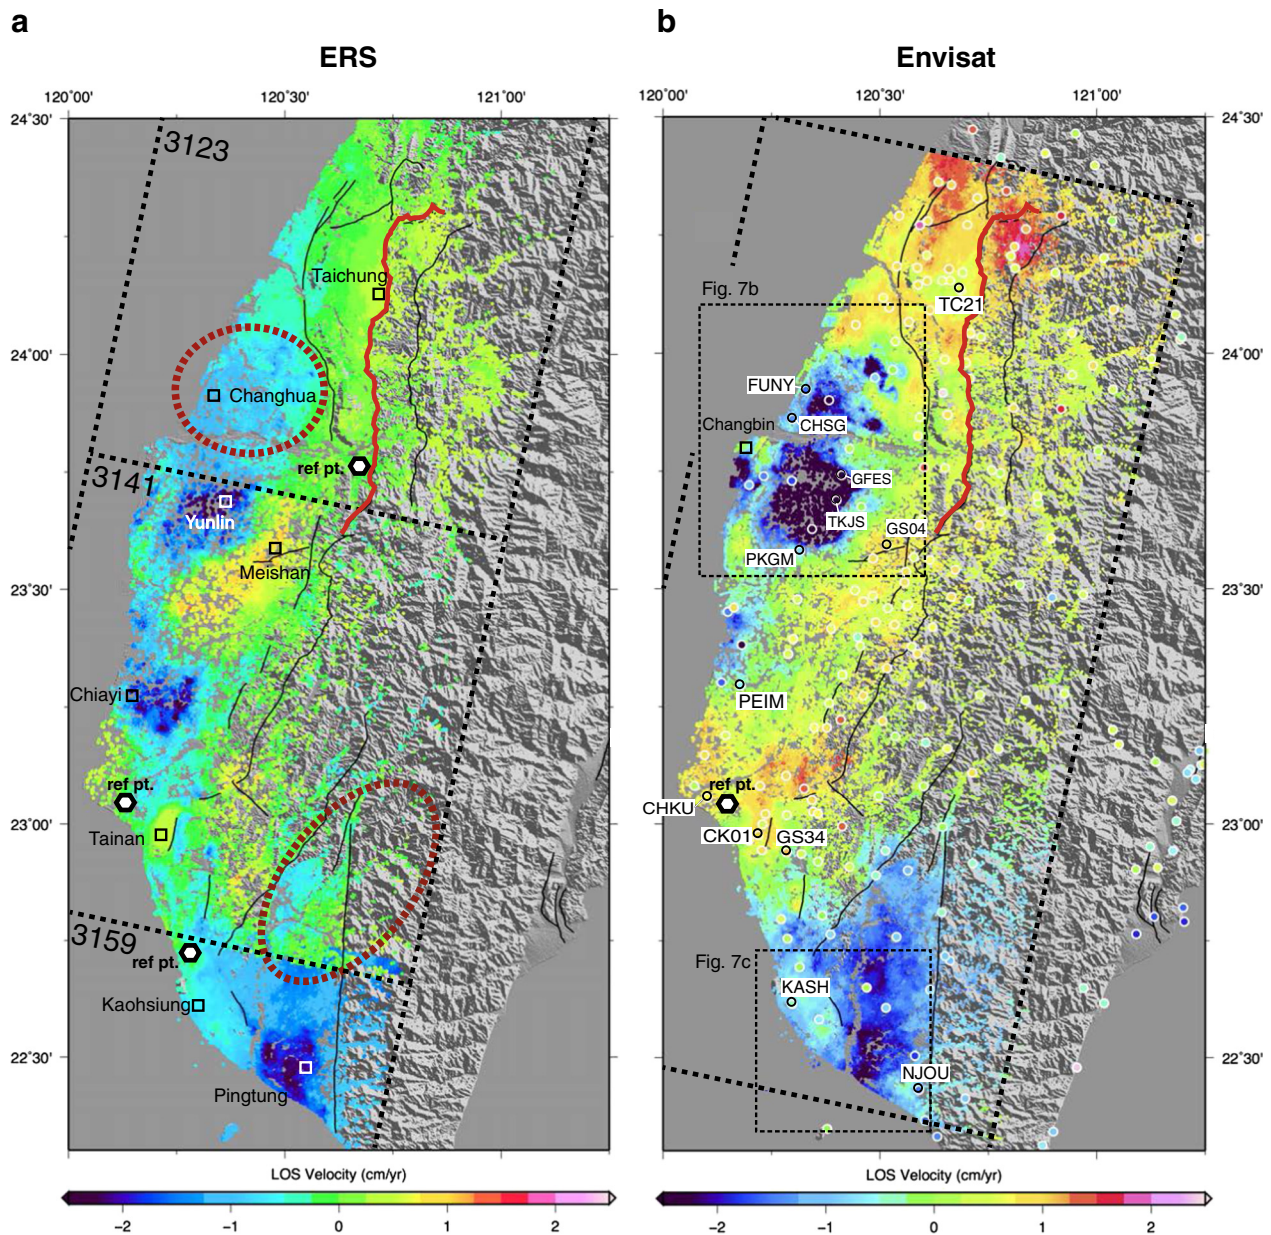 a
b
ERS
Envisat
120˚00' 120˚30' 121˚00'
120˚00' 120˚30' 121˚00'
24˚30'
24˚00'
23˚30'
23˚00'
22˚30'
3123
Taichung
Changhua
ref pt.
3141
Yunlin
Meishan
Chiayi
ref pt.
Tainan
3159
ref pt.
Kaohsiung
Pingtung
LOS Velocity (cm/yr)
−2 −1 0 1 2
24˚30'
24˚00'
23˚30'
23˚00'
22˚30'
Fig. 7b
TC21
FUNY
CHSG
Changbin
GFES
TKJS
GS04
PKGM
PEIM
ref pt.
CHKU
CK01
GS34
Fig. 7c
KASH
NJOU
LOS Velocity (cm/yr)
−2 −1 0 1 2